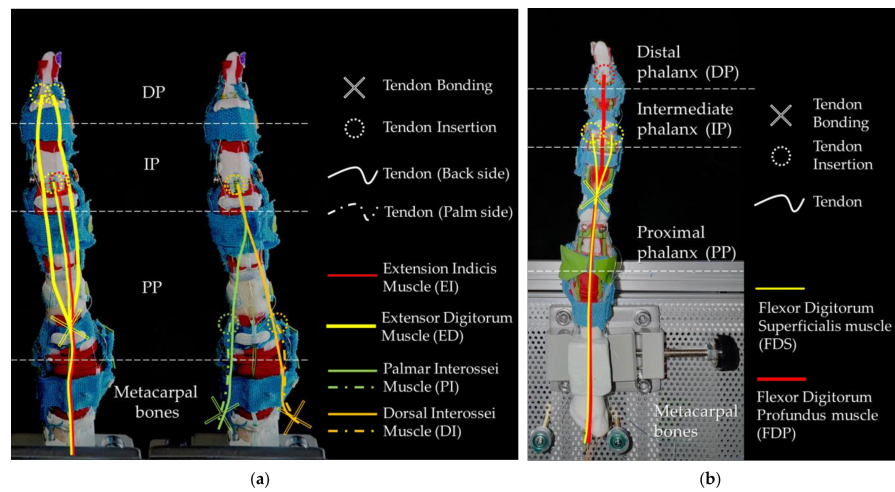 DP
IP
PP
Metacarpal
bones
Tendon Bonding
Tendon Insertion
Tendon (Back side)
Tendon (Palm side)
Extension Indicis
Muscle (EI)
Extensor Digitorum
Muscle (ED)
Palmar Interossei
Muscle (PI)
Dorsal Interossei
Muscle (DI)
(a)
Distal
phalanx (DP)
Intermediate
phalanx (IP)
Proximal
phalanx (PP)
Metacarpal
bones
Tendon
Bonding
Tendon
Insertion
Tendon
Flexor Digitorum
Superficialis muscle
(FDS)
Flexor Digitorum
Profundus muscle
(FDP)
(b)